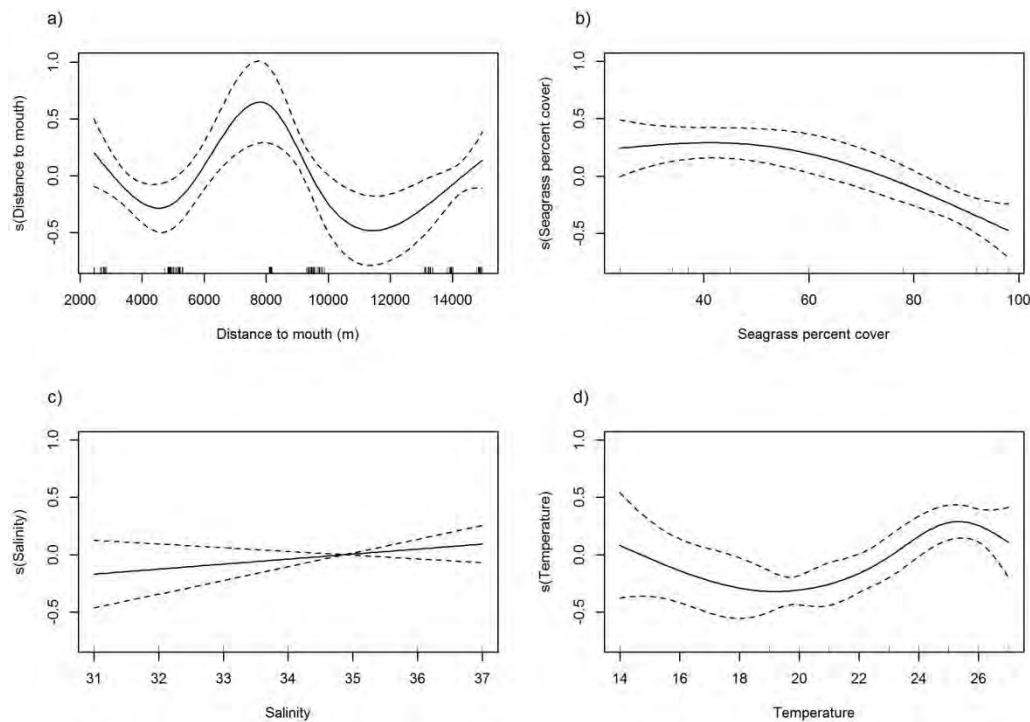 a)
s(Distance to mouth)
1.0
0.5
0.0
-0.5
2000 4000 6000 8000 10000 12000 14000
Distance to mouth (m)
b)
s(Seagrass percent cover)
1.0
0.5
0.0
-0.5
40 60 80 100
Seagrass percent cover
c)
s(Salinity)
1.0
0.5
0.0
-0.5
31 32 33 34 35 36 37
Salinity
d)
s(Temperature)
1.0
0.5
0.0
-0.5
14 16 18 20 22 24 26
Temperature